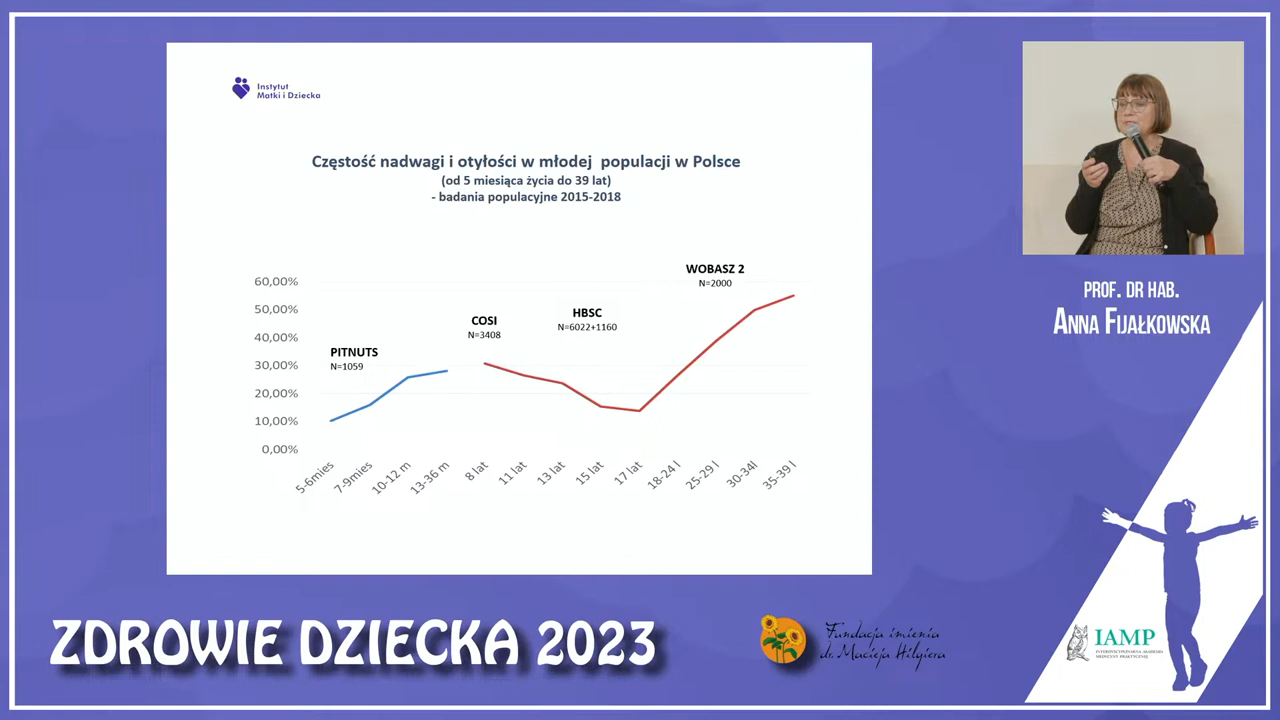 Instytut
Matki i Dziecka
Częstość nadwagi i otyłości w młodej populacji w Polsce
(od 5 miesiąca życia do 39 lat)
- badania populacyjne 2015-2018
60,00%
50,00%
40,00%
30,00%
20,00%
10,00%
0,00%
PITNUTS
N=1059
COSI
N=3408
HBSC
N=6022+1160
WOBASZ 2
N=2000
5-6mies
7-9mies
10-12 m
13-36 m
8 lat
11 lat
13 lat
15 lat
17 lat
18-24 l
25-29 l
30-34l
35-39 l
PROF. DR HAB.
ANNA FIJAŁKOWSKA
ZDROWIE DZIECKA 2023
Fundacja imienia
dr. Macieja Hilgiera
IAMP
INTERDYSCYPLINARNA AKADEMIA
MEDYCYNY PRAKTYCZNEJ